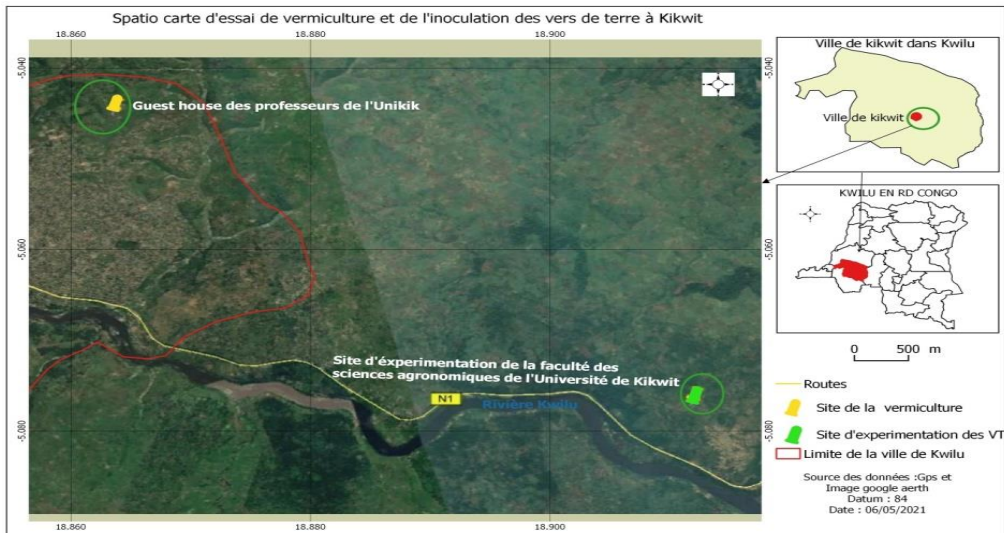 Spatio carte d'essai de vermiculture et de l'inoculation des vers de terre à Kikwit
18.860
18.880
18.900
-5.040
-5.040
-5.060
-5.060
-5.080
-5.080
Guest house des professeurs de l'Unikik
Site d'éxperimentation de la faculté des
sciences agronomiques de l'Université de Kikwit
N1
Rivière Kwilu
18.860
18.880
18.900
Ville de kikwit dans Kwilu
Ville de kikwit
KWILU EN RD CONGO
0 500 m
Routes
Site de la vermiculture
Site d'experimentation des VT
Limite de la ville de Kwilu
Source des données :Gps et
Image google aerth
Datum : 84
Date : 06/05/2021